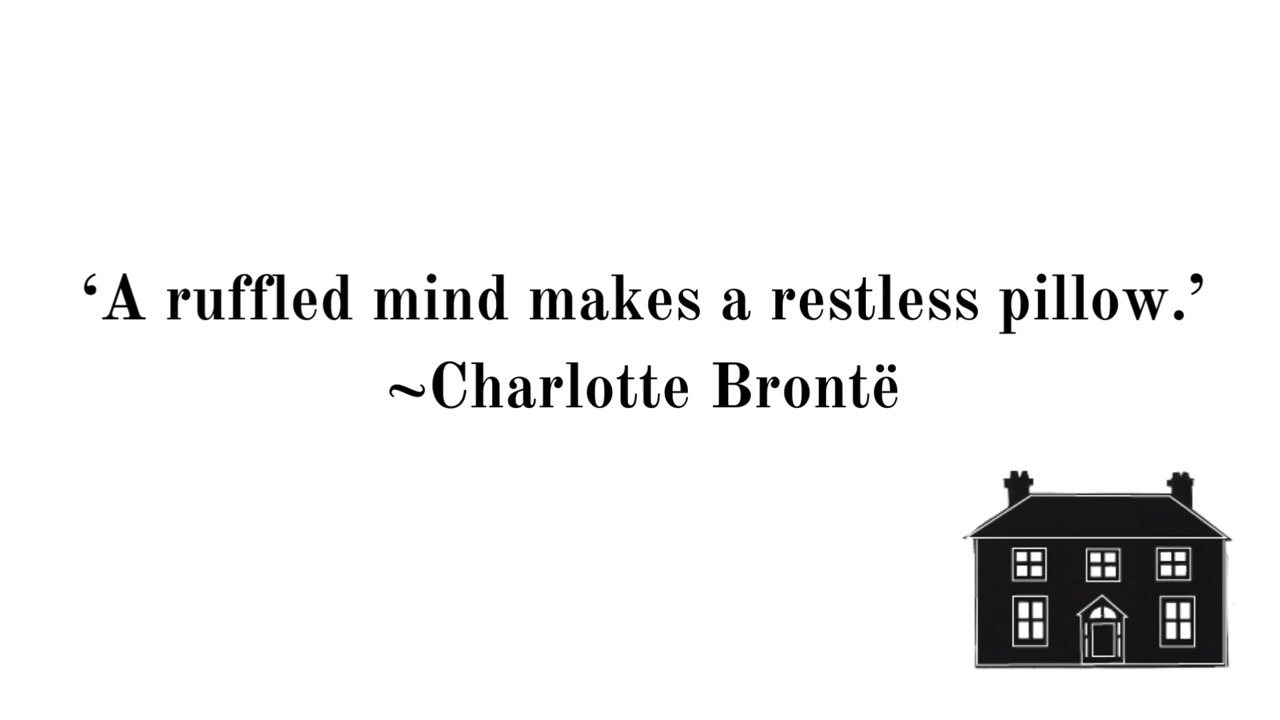 ‘A ruffled mind makes a restless pillow.’
~Charlotte Brontë